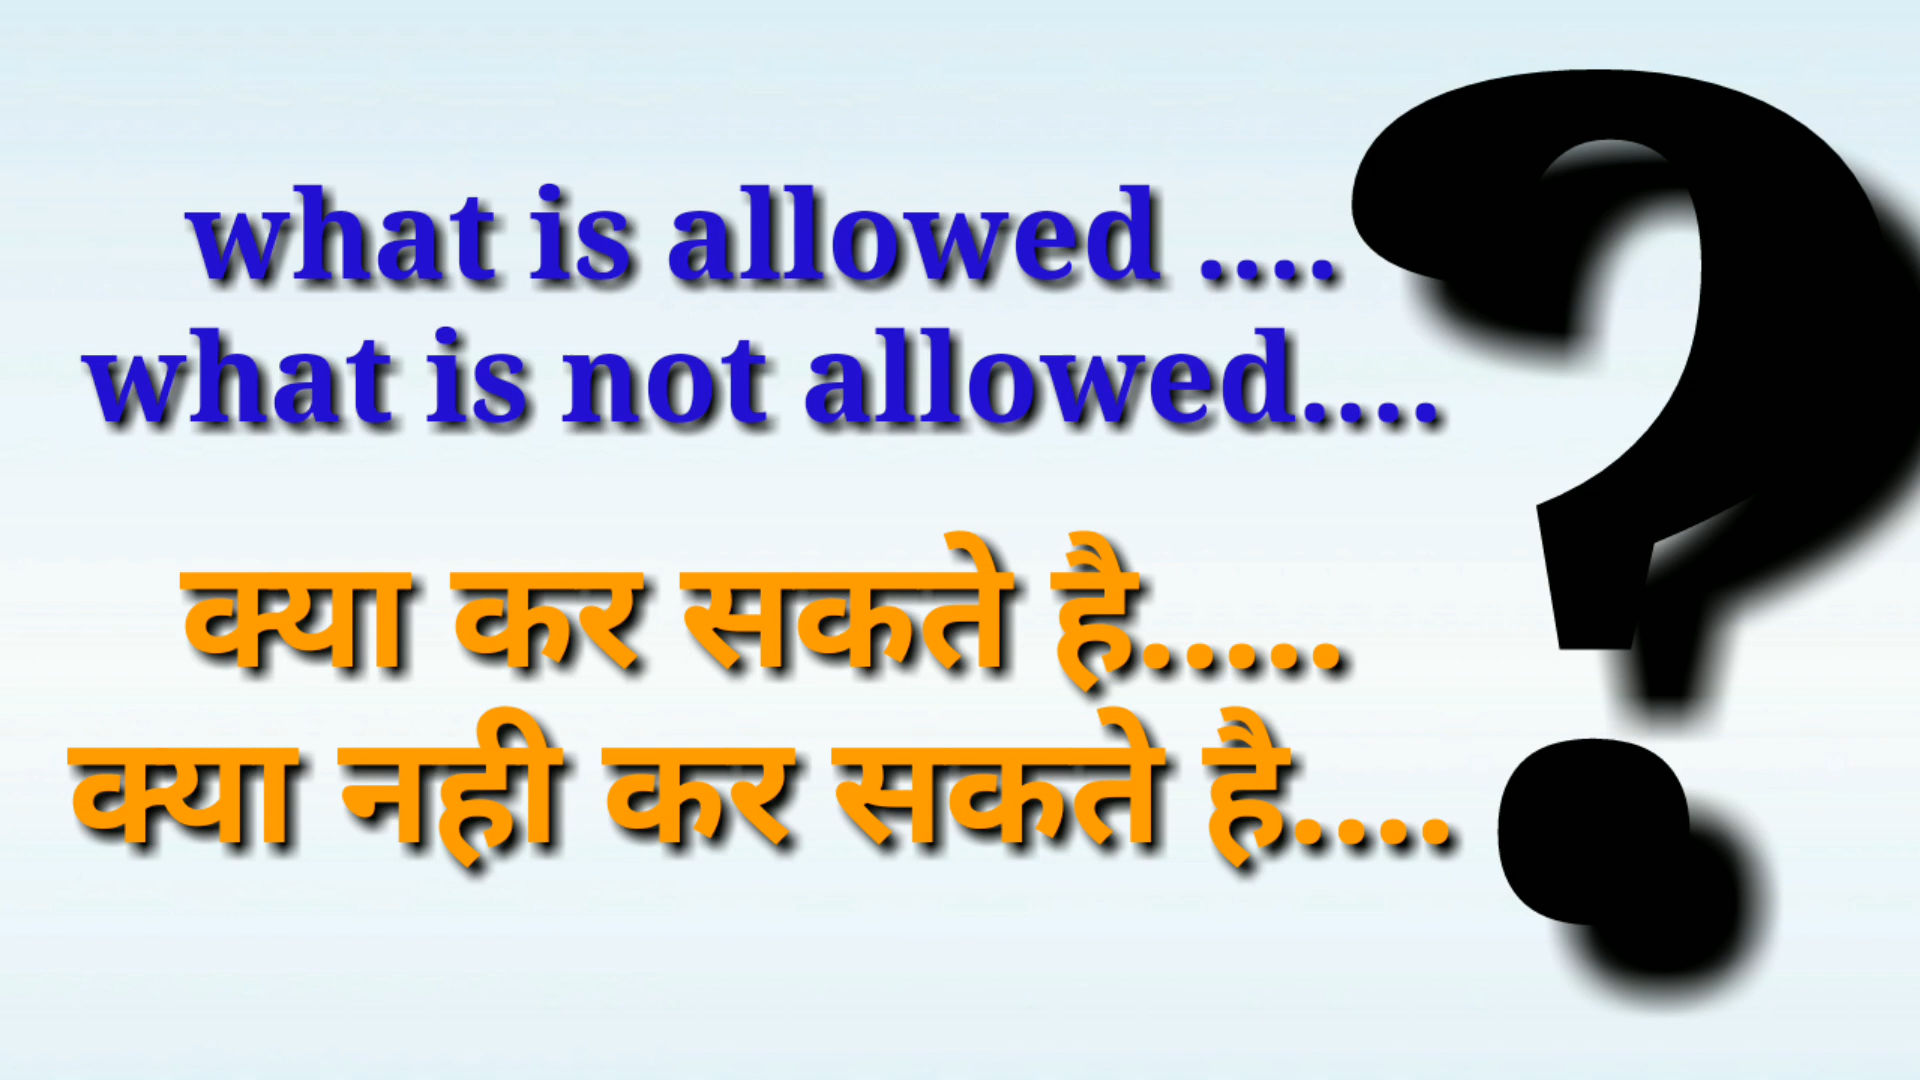 what is allowed ....
what is not allowed....
?
क्या कर सकते है.....
क्या नही कर सकते है....